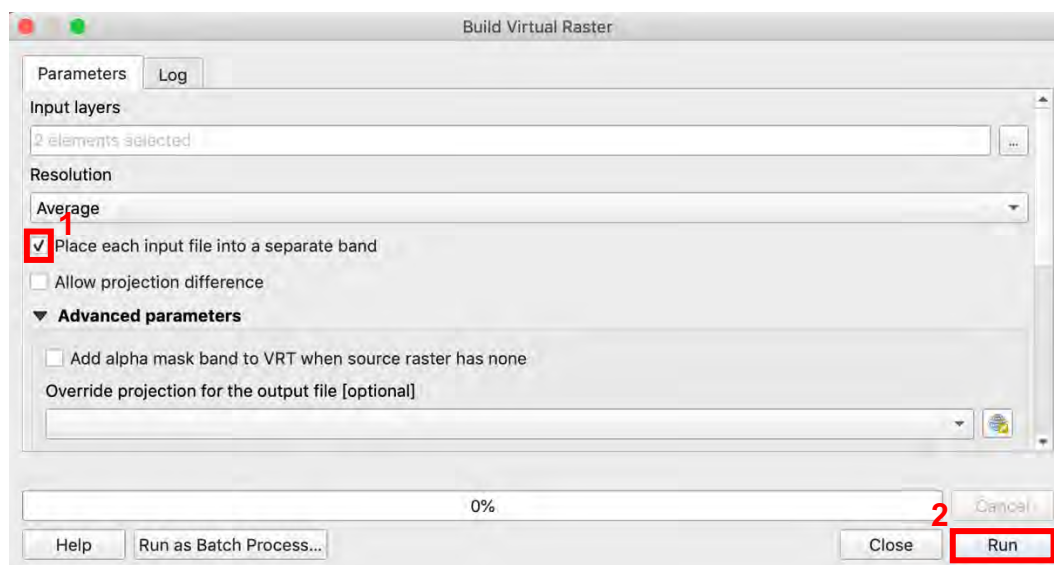 Build Virtual Raster
Parameters Log
Input layers
2 elements selected
...
Resolution
Average
1
Place each input file into a separate band
Allow projection difference
Advanced parameters
Add alpha mask band to VRT when source raster has none
Override projection for the output file [optional]
0%
Cancel
2
Help Run as Batch Process... Close Run